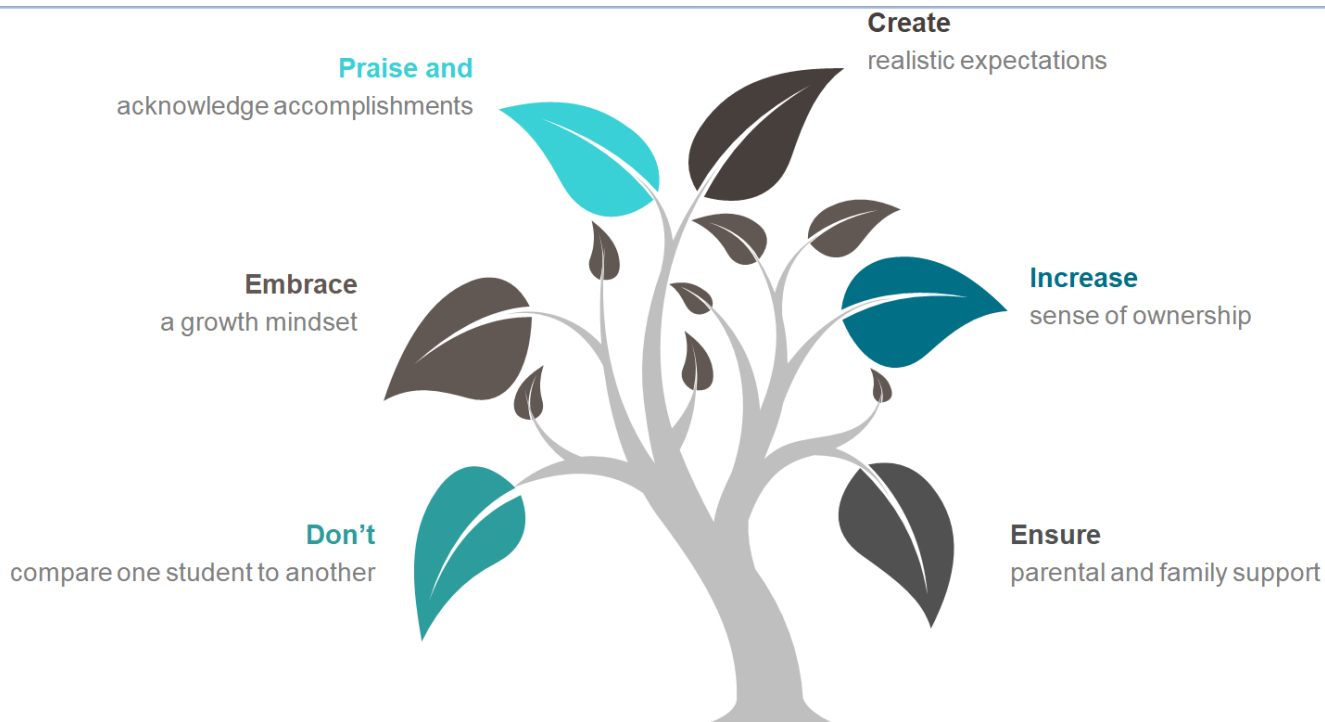 Create
realistic expectations
Praise and
acknowledge accomplishments
Embrace
a growth mindset
Increase
sense of ownership
Don’t
compare one student to another
Ensure
parental and family support